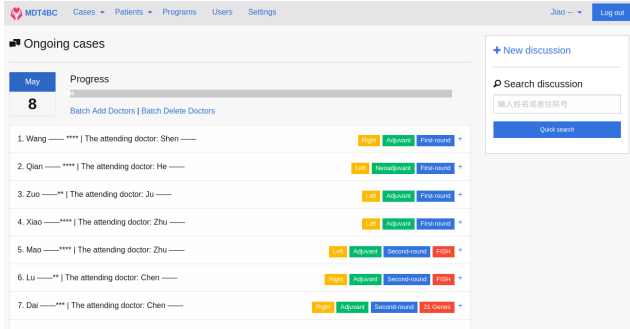 MDT4BC Cases Patients Programs Users Settings Jiao -- Log out
Ongoing cases
May
8
Progress
Batch Add Doctors | Batch Delete Doctors
1. Wang —— **** | The attending doctor: Shen —— Right Adjuvant First-round +
2. Qian —— **** | The attending doctor: He —— Left Neoadjuvant First-round +
3. Zuo ——** | The attending doctor: Ju —— Left Adjuvant First-round +
4. Xiao ——**** | The attending doctor: Zhu —— Left Adjuvant First-round +
5. Mao ——**** | The attending doctor: Zhu —— Left Adjuvant Second-round FISH +
6. Lu ——** | The attending doctor: Chen —— Right Adjuvant Second-round FISH +
7. Dai ——*** | The attending doctor: Chen —— Right Adjuvant Second-round 21 Genes +
+ New discussion
Search discussion
输入姓名或者住院号
Quick search